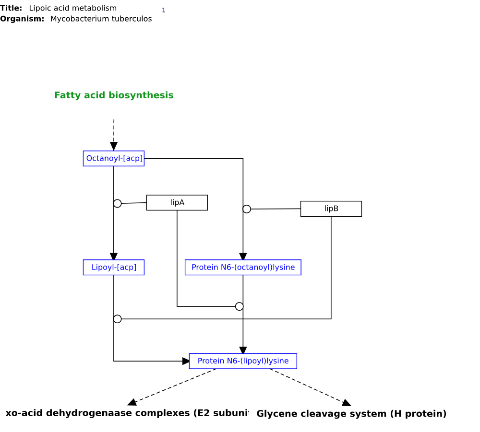 Title: Lipoic acid metabolism
1
Organism: Mycobacterium tuberculos
Fatty acid biosynthesis
Octanoyl-[acp]
lipA
lipB
Lipoyl-[acp]
Protein N6-(octanoyl)lysine
Protein N6-(lipoyl)lysine
xo-acid dehydrogenaase complexes (E2 subuni
Glycene cleavage system (H protein)